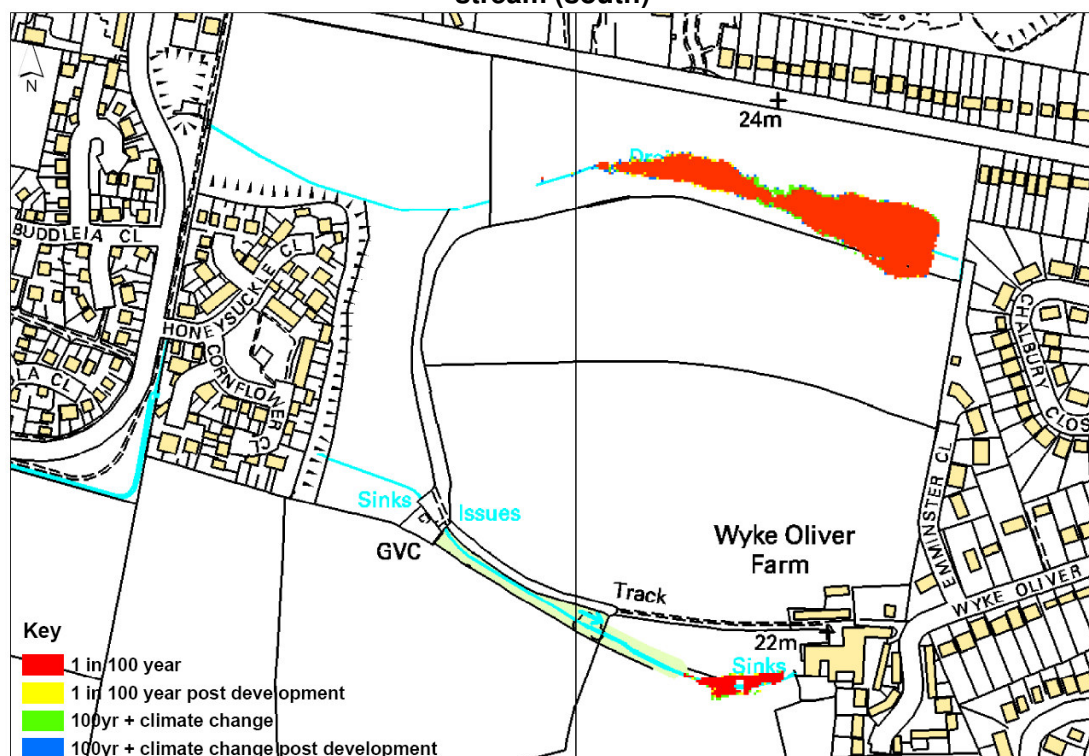 stream (south)
N
24m
BUDDLEIA CL
HONEYSUCKLE CL
CORNFLOWER CL
OLA CL
CHALBURY CLOS
Sinks
Issues
GVC
Wyke Oliver
Farm
EMMINSTER CL
WYKE OLIVER
Track
22m
Sinks
Key
1 in 100 year
1 in 100 year post development
100yr + climate change
100yr + climate change post development